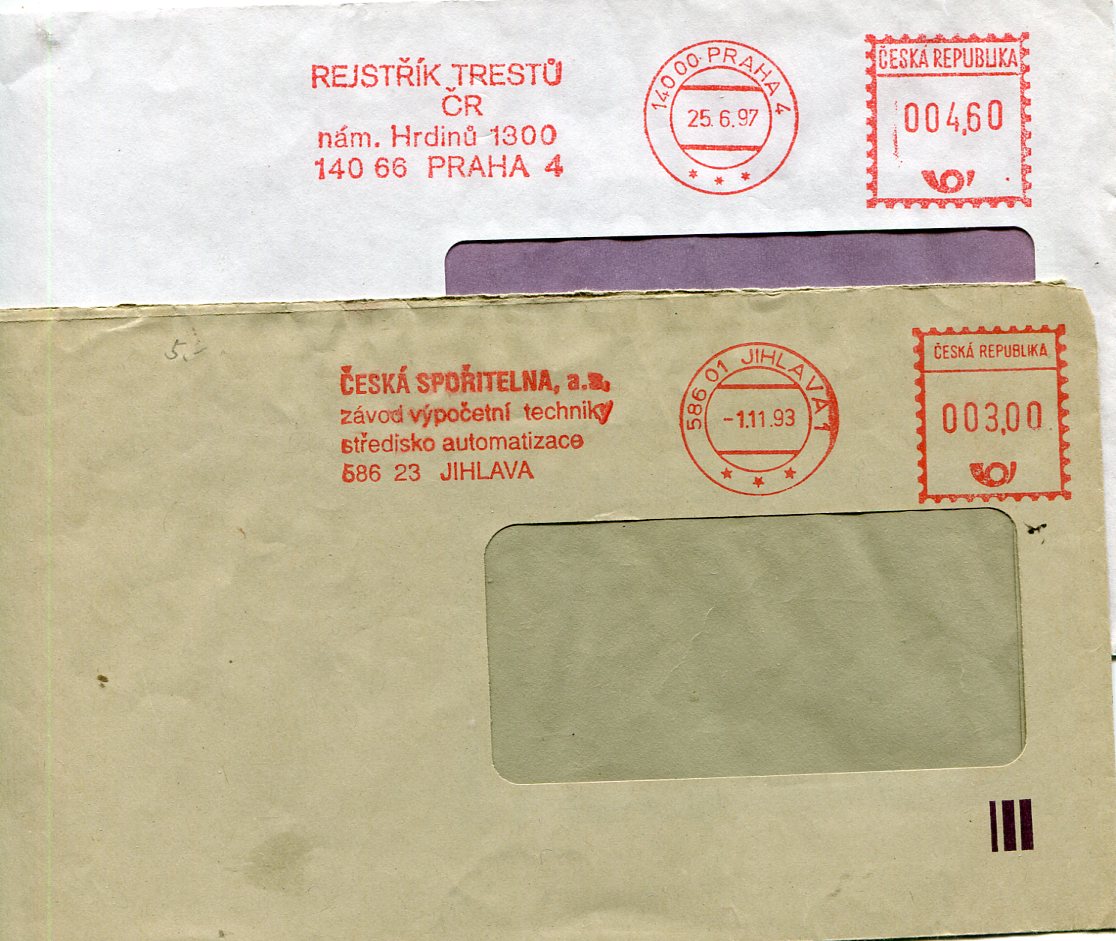 REJSTŘÍK TRESTŮ
ČR
nám. Hrdinů 1300
140 66 PRAHA 4
140 00 PRAHA 4
25.6.97
ČESKÁ REPUBLIKA
004,60
5,-
ČESKÁ SPOŘITELNA, a.s.
závod výpočetní techniky
středisko automatizace
586 23 JIHLAVA
586 01 JIHLAVA 1
-1.11.93
ČESKÁ REPUBLIKA
003,00